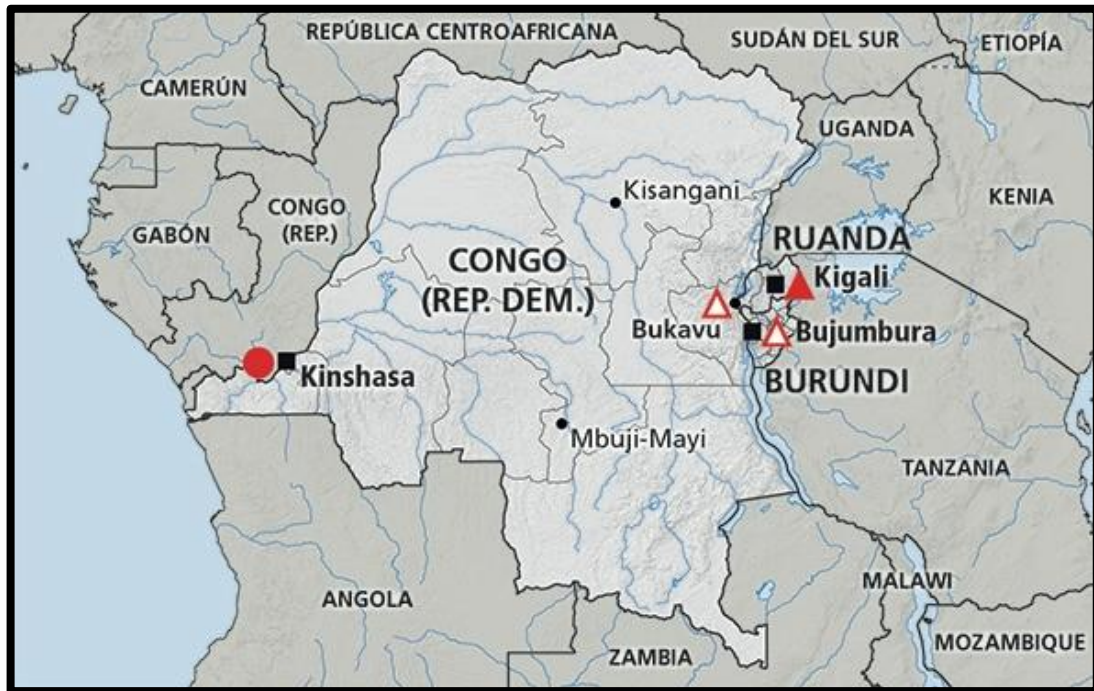 REPÚBLICA CENTROAFRICANA
SUDÁN DEL SUR
ETIOPÍA
CAMERÚN
UGANDA
KENIA
Kisangani
CONGO
(REP.)
GABÓN
RUANDA
CONGO
(REP. DEM.)
Kigali
Bukavu
Bujumbura
Kinshasa
BURUNDI
Mbuji-Mayi
TANZANIA
MALAWI
ANGOLA
MOZAMBIQUE
ZAMBIA